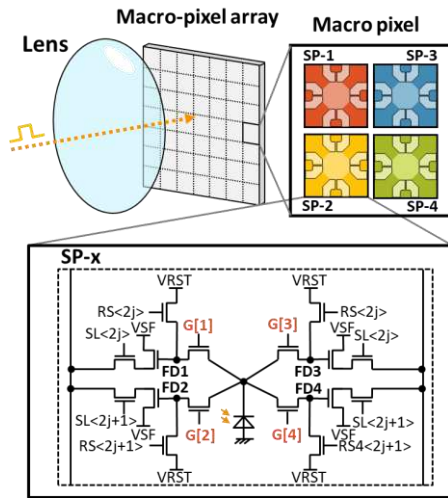 Macro-pixel array
Lens
Macro pixel
SP-1
SP-3
SP-2
SP-4
SP-x
VRST
VRST
RS<2j>
RS<2j>
SL<2j>
VSF
G[1]
G[3]
VSF
SL<2j>
FD1
FD3
FD2
FD4
SL<2j+1>
VSF
G[2]
G[4]
VSF
SL<2j+1>
RS<2j+1>
RS4<2j+1>
VRST
VRST